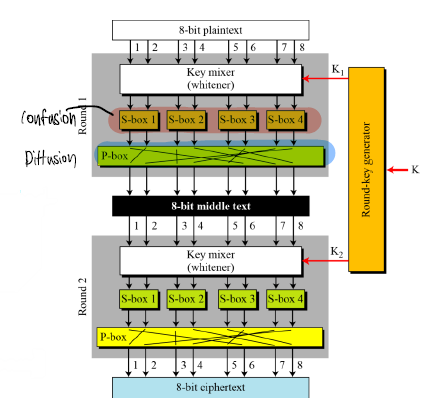 8-bit plaintext
1 2 3 4 5 6 7 8
K1
Key mixer
(whitener)
Round 1
Confusion
S-box 1 S-box 2 S-box 3 S-box 4
Diffusion
P-box
Round-key generator
K
8-bit middle text
1 2 3 4 5 6 7 8
K2
Key mixer
(whitener)
Round 2
S-box 1 S-box 2 S-box 3 S-box 4
P-box
1 2 3 4 5 6 7 8
8-bit ciphertext